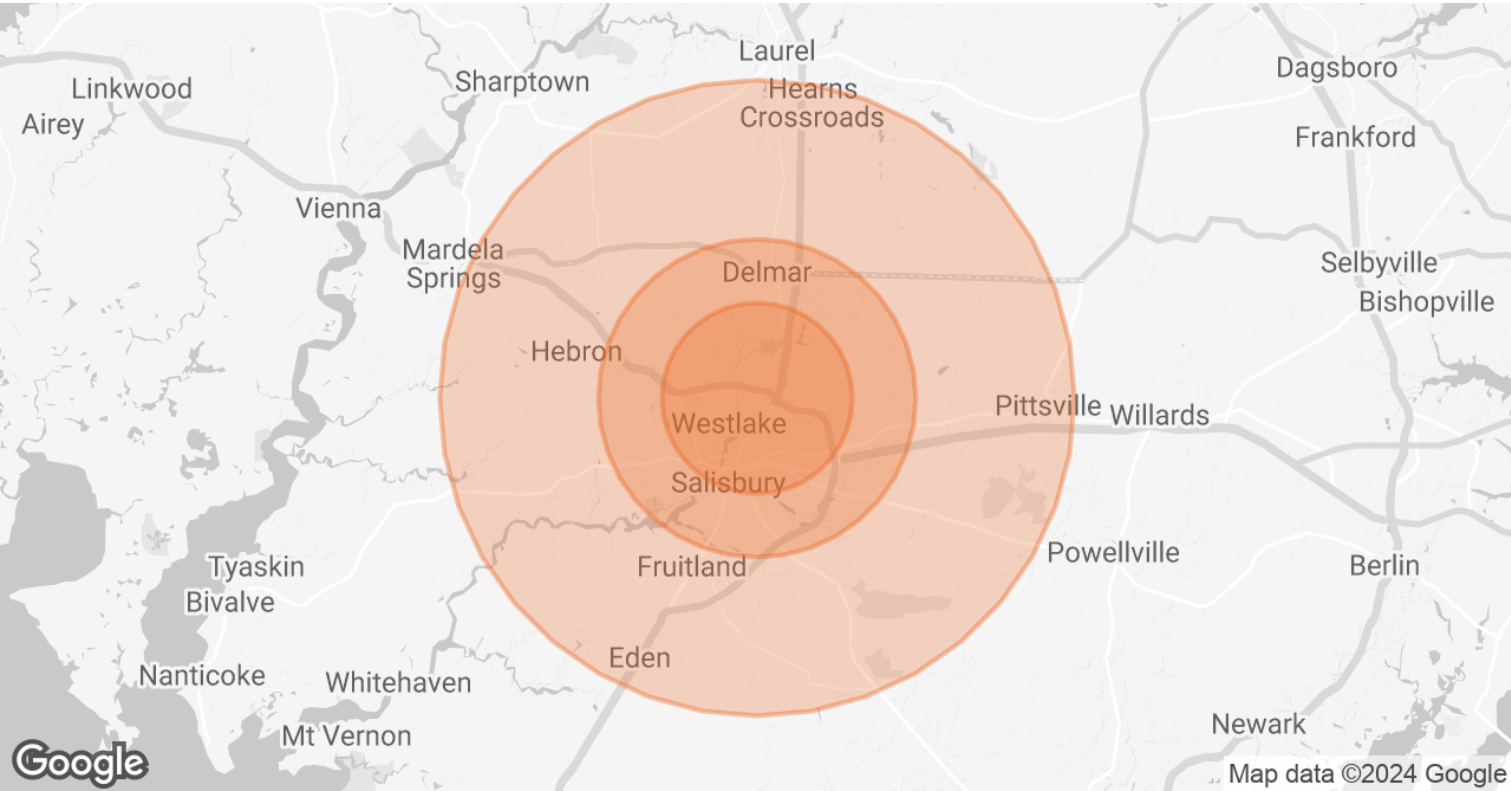 Laurel
Linkwood
Sharptown
Hearns
Crossroads
Dagsboro
Airey
Frankford
Vienna
Mardela
Springs
Delmar
Selbyville
Bishopville
Hebron
Pittsville
Willards
Westlake
Salisbury
Fruitland
Powellville
Tyaskin
Berlin
Bivalve
Eden
Nanticoke
Whitehaven
Newark
Mt Vernon
Google
Map data ©2024 Google